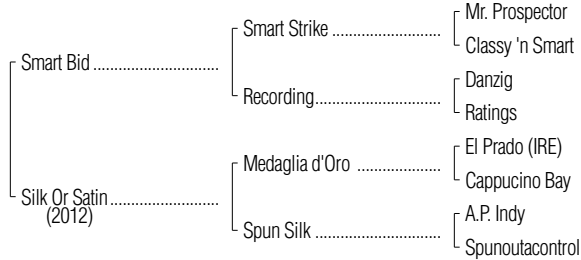 Mr. Prospector
Smart Strike
Classy 'n Smart
Smart Bid
Danzig
Recording
Ratings
El Prado (IRE)
Medaglia d'Oro
Cappucino Bay
Silk Or Satin
(2012)
A.P. Indy
Spun Silk
Spunoutacontrol